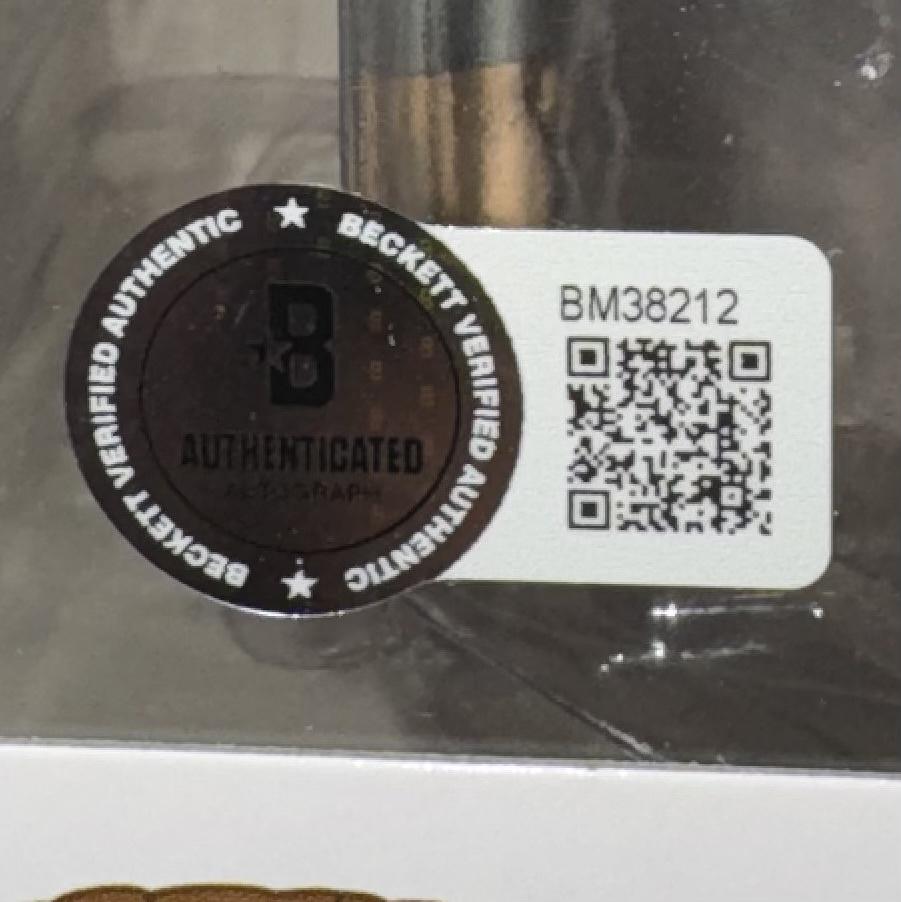 BECKETT VERIFIED AUTHENTIC
BECKETT VERIFIED AUTHENTIC
B
AUTHENTICATED
AUTOGRAPH
BM38212